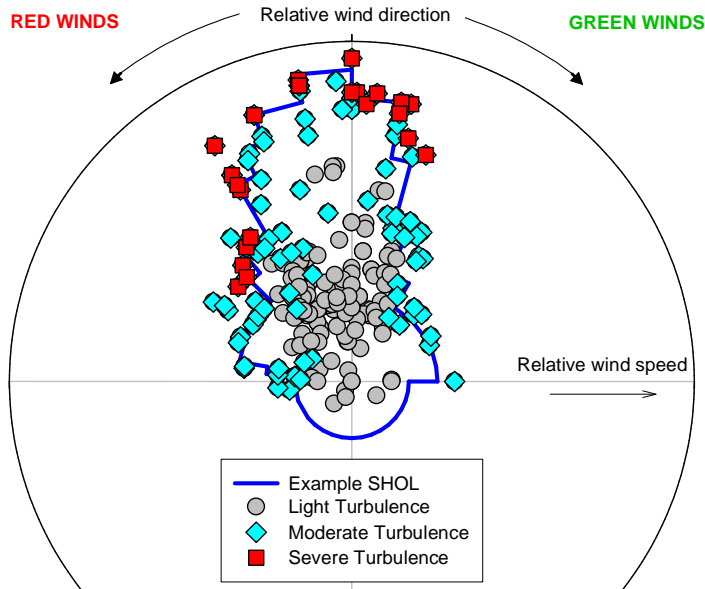 RED WINDS
Relative wind direction
GREEN WINDS
Relative wind speed
Example SHOL
Light Turbulence
Moderate Turbulence
Severe Turbulence